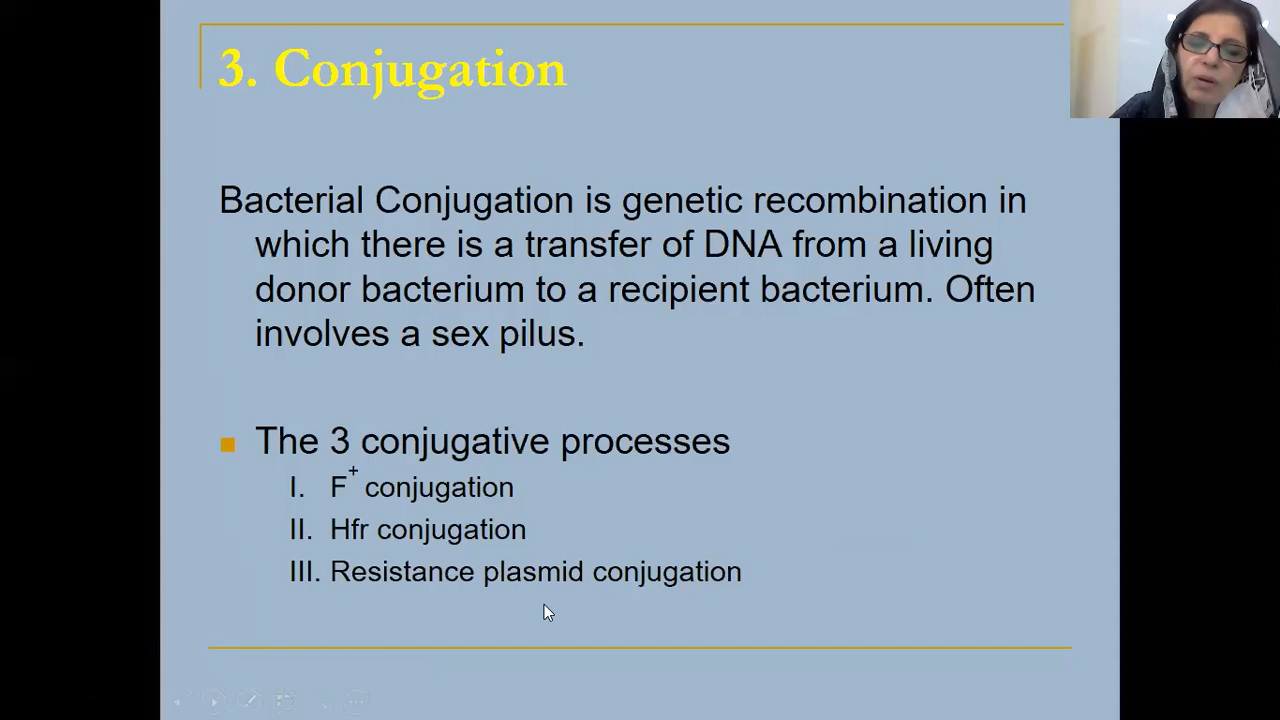 3. Conjugation
Bacterial Conjugation is genetic recombination in
which there is a transfer of DNA from a living
donor bacterium to a recipient bacterium. Often
involves a sex pilus.
The 3 conjugative processes
I. F⁺ conjugation
II. Hfr conjugation
III. Resistance plasmid conjugation